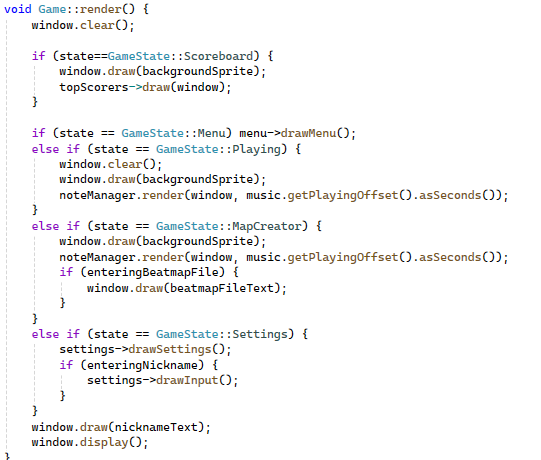 void Game::render() {
    window.clear();

    if (state==GameState::Scoreboard) {
        window.draw(backgroundSprite);
        topScorers->draw(window);
    }

    if (state == GameState::Menu) menu->drawMenu();
    else if (state == GameState::Playing) {
        window.clear();
        window.draw(backgroundSprite);
        noteManager.render(window, music.getPlayingOffset().asSeconds());
    }
    else if (state == GameState::MapCreator) {
        window.draw(backgroundSprite);
        noteManager.render(window, music.getPlayingOffset().asSeconds());
        if (enteringBeatmapFile) {
            window.draw(beatmapFileText);
        }
    }
    else if (state == GameState::Settings) {
        settings->drawSettings();
        if (enteringNickname) {
            settings->drawInput();
        }
    }
    window.draw(nicknameText);
    window.display();
}